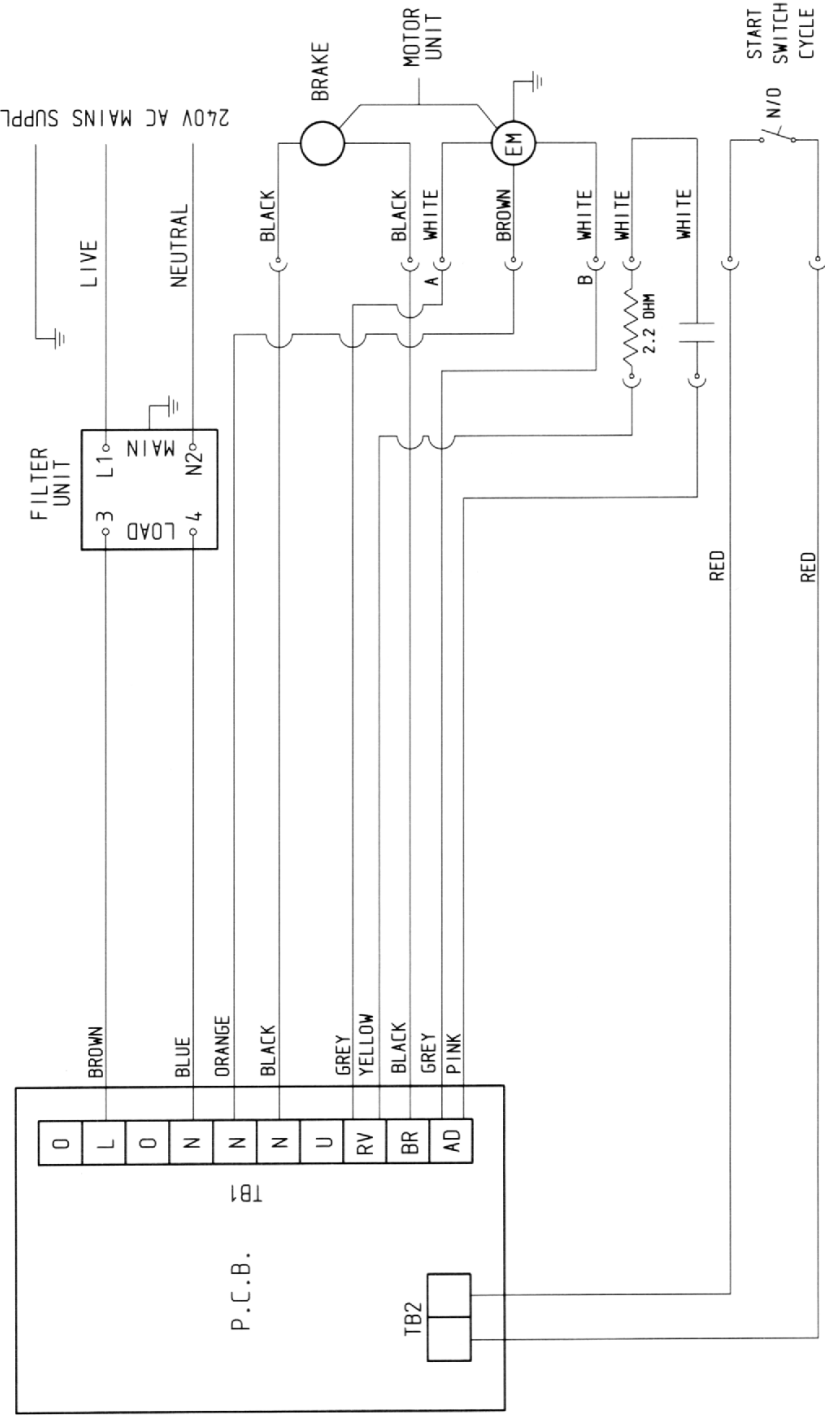 START
SWITCH
CYCLE
N/O
MOTOR
UNIT
BRAKE
240V AC MAINS SUPPL
LIVE
NEUTRAL
BLACK
BLACK
WHITE
BROWN
WHITE
WHITE
WHITE
A
B
EM
2.2 OHM
FILTER
UNIT
L1
MAIN
N2
3
LOAD
4
RED
RED
BROWN
BLUE
ORANGE
BLACK
GREY
YELLOW
BLACK
GREY
PINK
O
L
O
N
N
N
U
RV
BR
AD
TB1
P.C.B.
TB2